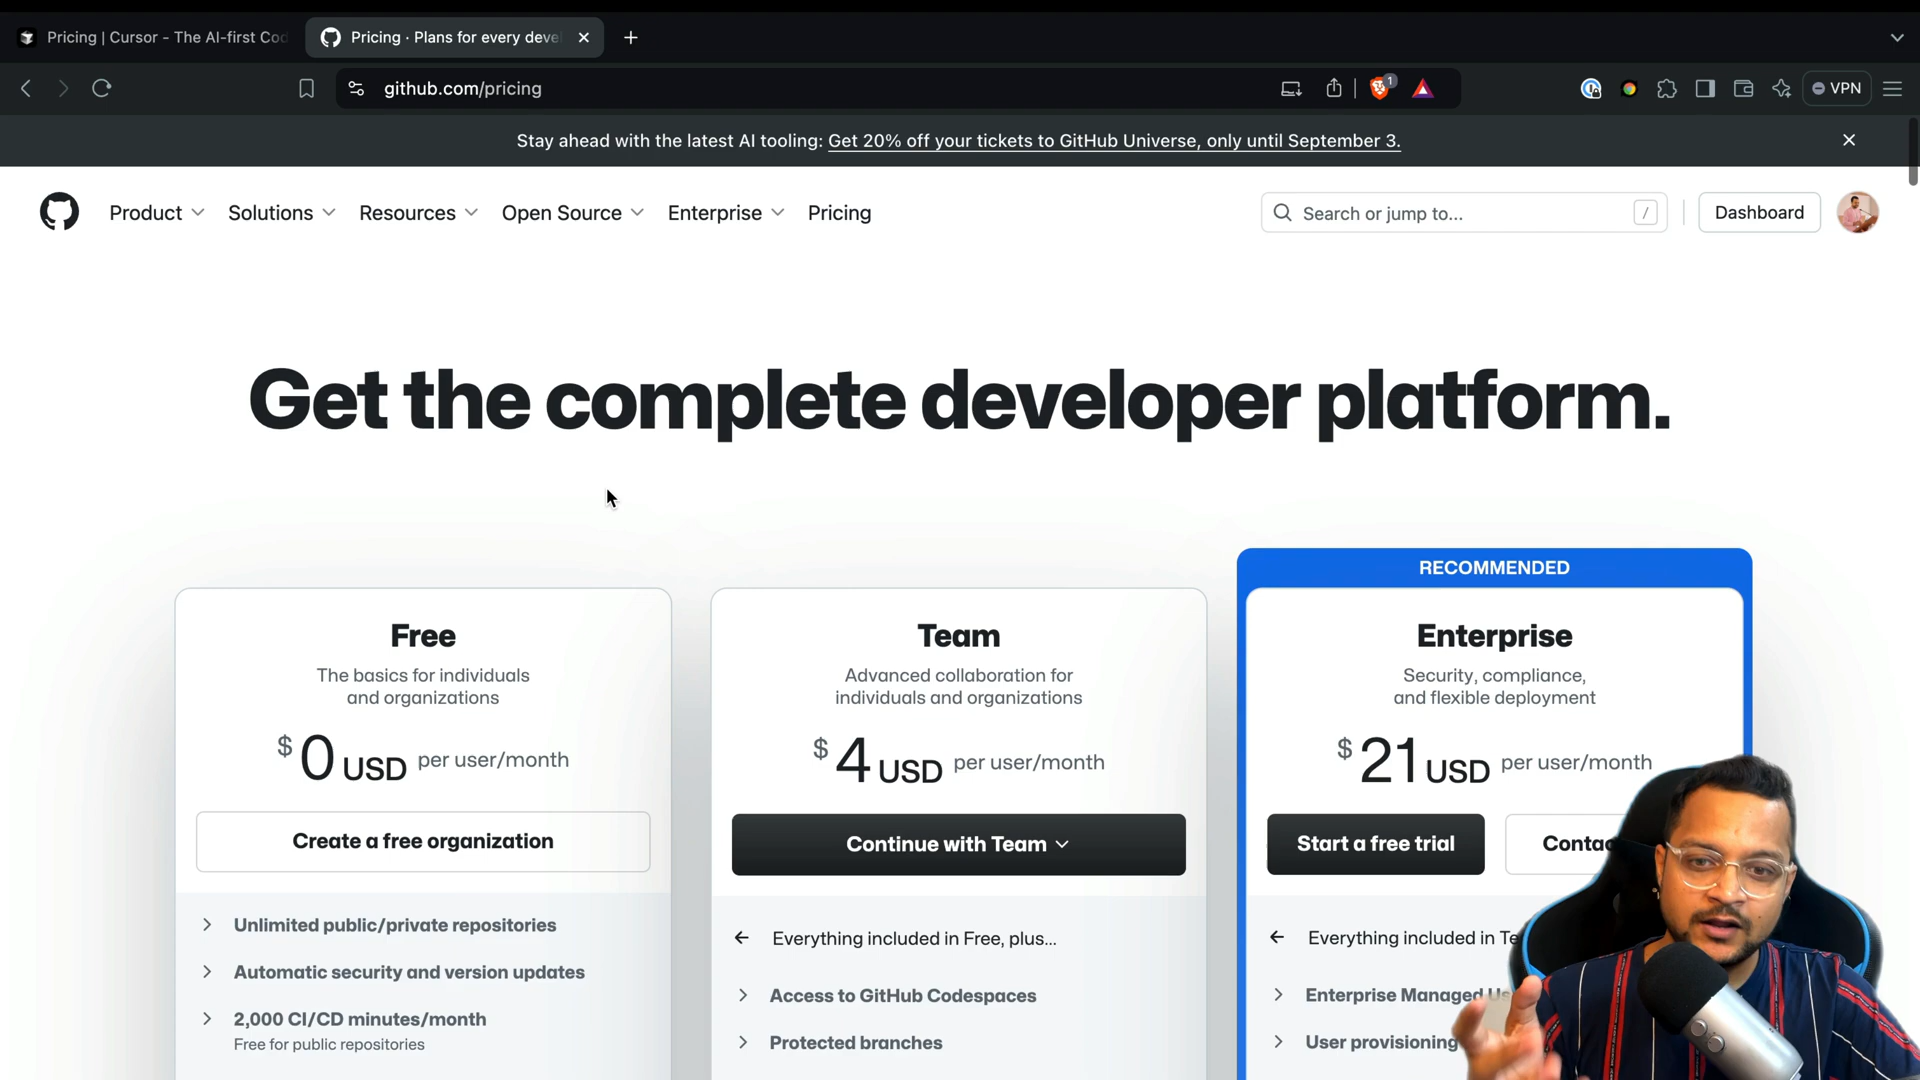 Pricing | Cursor - The AI-first Cod
Pricing · Plans for every deve
github.com/pricing
1
VPN
Stay ahead with the latest AI tooling: Get 20% off your tickets to GitHub Universe, only until September 3.
Product
Solutions
Resources
Open Source
Enterprise
Pricing
Search or jump to...
/
Dashboard
Get the complete developer platform.
Free
The basics for individuals
and organizations
$0 USD per user/month
Create a free organization
Unlimited public/private repositories
Automatic security and version updates
2,000 CI/CD minutes/month
Free for public repositories
Team
Advanced collaboration for
individuals and organizations
$4 USD per user/month
Continue with Team
Everything included in Free, plus...
Access to GitHub Codespaces
Protected branches
RECOMMENDED
Enterprise
Security, compliance,
and flexible deployment
$21 USD per user/month
Start a free trial
Contac
Everything included in Te
Enterprise Managed Us
User provisioning